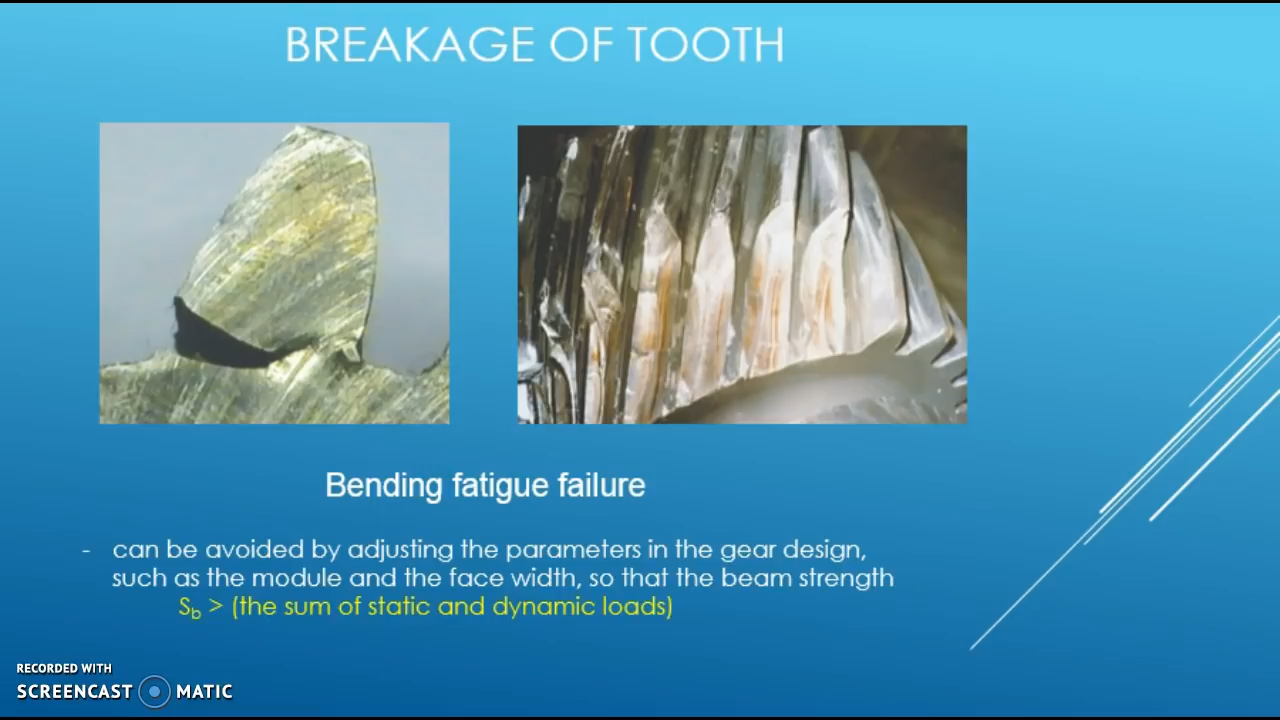 BREAKAGE OF TOOTH
Bending fatigue failure
- can be avoided by adjusting the parameters in the gear design,
such as the module and the face width, so that the beam strength
Sb > (the sum of static and dynamic loads)
RECORDED WITH
SCREENCAST MATIC